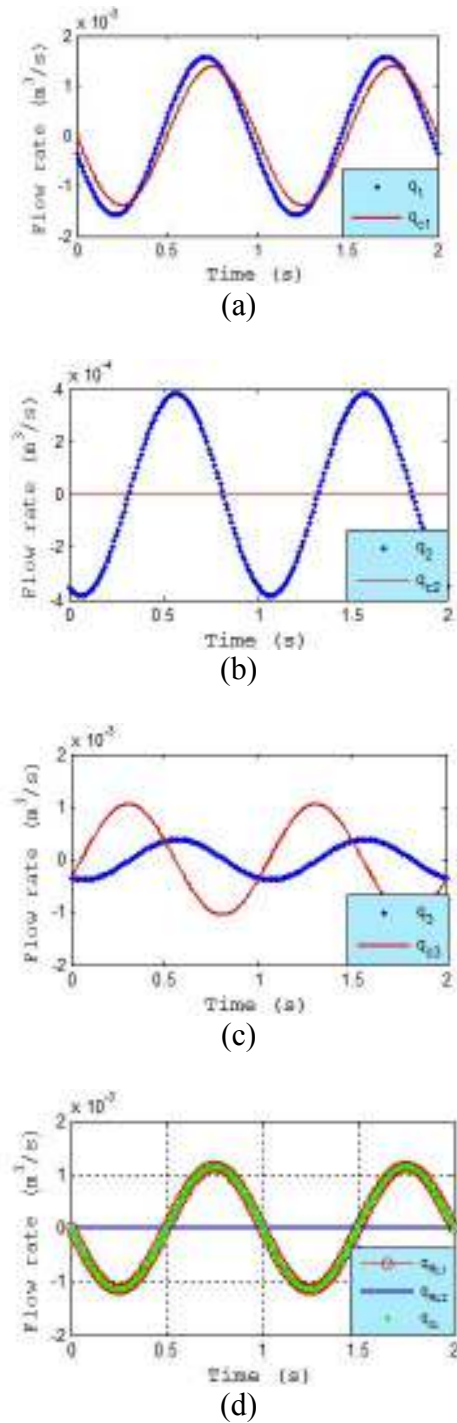 × 10⁻³
2
1
0
-1
-2
Flow rate (m³/s)
q₁
q_c1
0 0.5 1 1.5 2
Time (s)
(a)
× 10⁻⁴
4
2
0
-2
-4
Flow rate (m³/s)
q₂
q_c2
0 0.5 1 1.5 2
Time (s)
(b)
× 10⁻³
2
1
0
-1
-2
Flow rate (m³/s)
q₃
q_c3
0 0.5 1 1.5 2
Time (s)
(c)
× 10⁻³
2
1
0
-1
-2
Flow rate (m³/s)
0 0.5 1 1.5 2
Time (s)
(d)